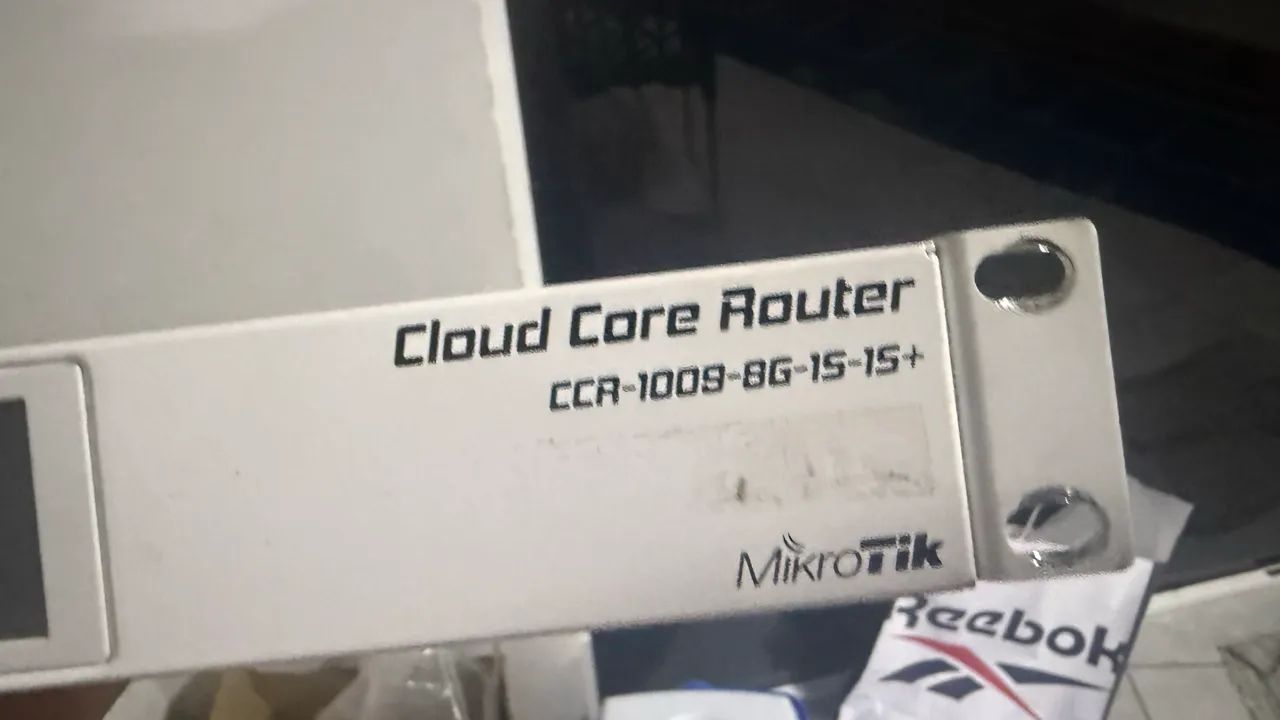 Cloud Core Router
CCR-1009-8G-1S-1S+
MikroTik
Reebok